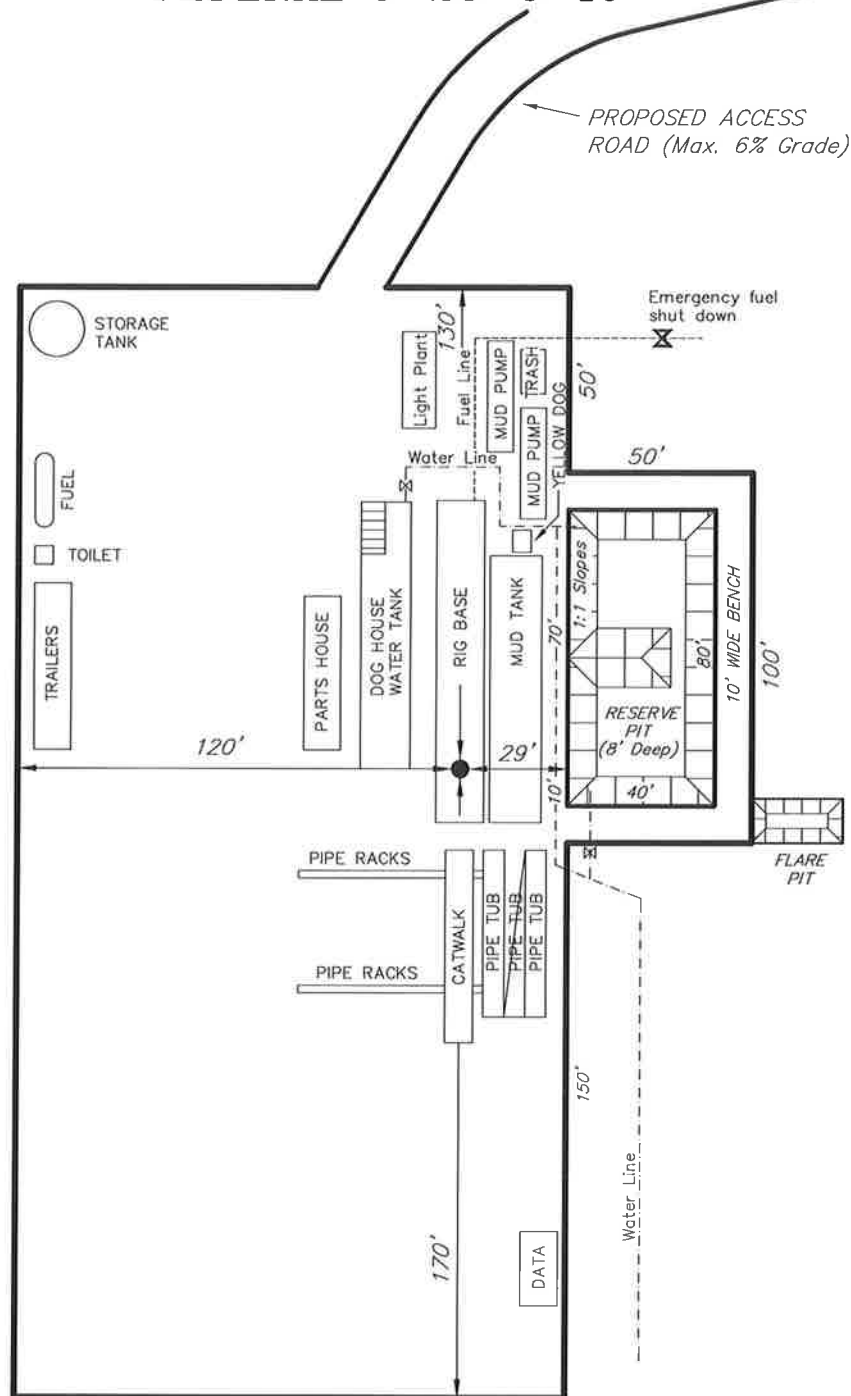 PROPOSED ACCESS
ROAD (Max. 6% Grade)
STORAGE
TANK
Emergency fuel
shut down
130'
Light Plant
Fuel Line
MUD PUMP
TRASH
50'
MUD PUMP
YELLOW DOG
Water Line
50'
FUEL
TOILET
TRAILERS
PARTS HOUSE
DOG HOUSE
WATER TANK
RIG BASE
MUD TANK
70'
1:1 Slopes
80'
10' WIDE BENCH
100'
RESERVE
PIT
(8' Deep)
120'
29'
10'
40'
FLARE
PIT
PIPE RACKS
PIPE RACKS
CATWALK
PIPE TUB
PIPE TUB
PIPE TUB
150'
Water Line
170'
DATA